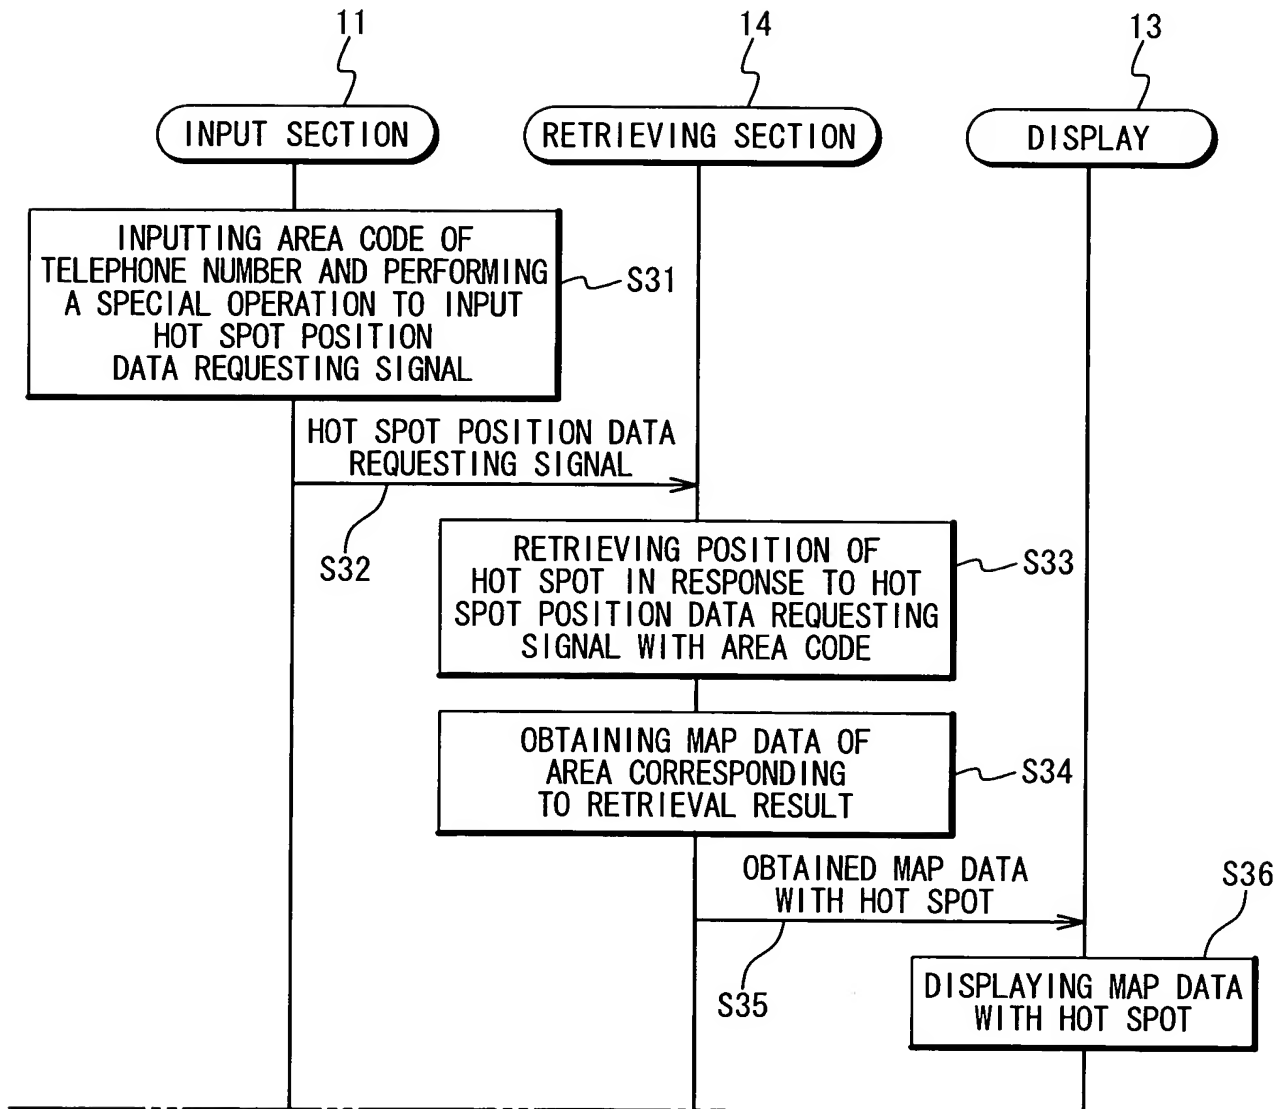 11
14
13
INPUT SECTION
RETRIEVING SECTION
DISPLAY
INPUTTING AREA CODE OF
TELEPHONE NUMBER AND PERFORMING
A SPECIAL OPERATION TO INPUT
HOT SPOT POSITION
DATA REQUESTING SIGNAL
S31
HOT SPOT POSITION DATA
REQUESTING SIGNAL
S32
RETRIEVING POSITION OF
HOT SPOT IN RESPONSE TO HOT
SPOT POSITION DATA REQUESTING
SIGNAL WITH AREA CODE
S33
OBTAINING MAP DATA OF
AREA CORRESPONDING
TO RETRIEVAL RESULT
S34
OBTAINED MAP DATA
WITH HOT SPOT
S35
S36
DISPLAYING MAP DATA
WITH HOT SPOT